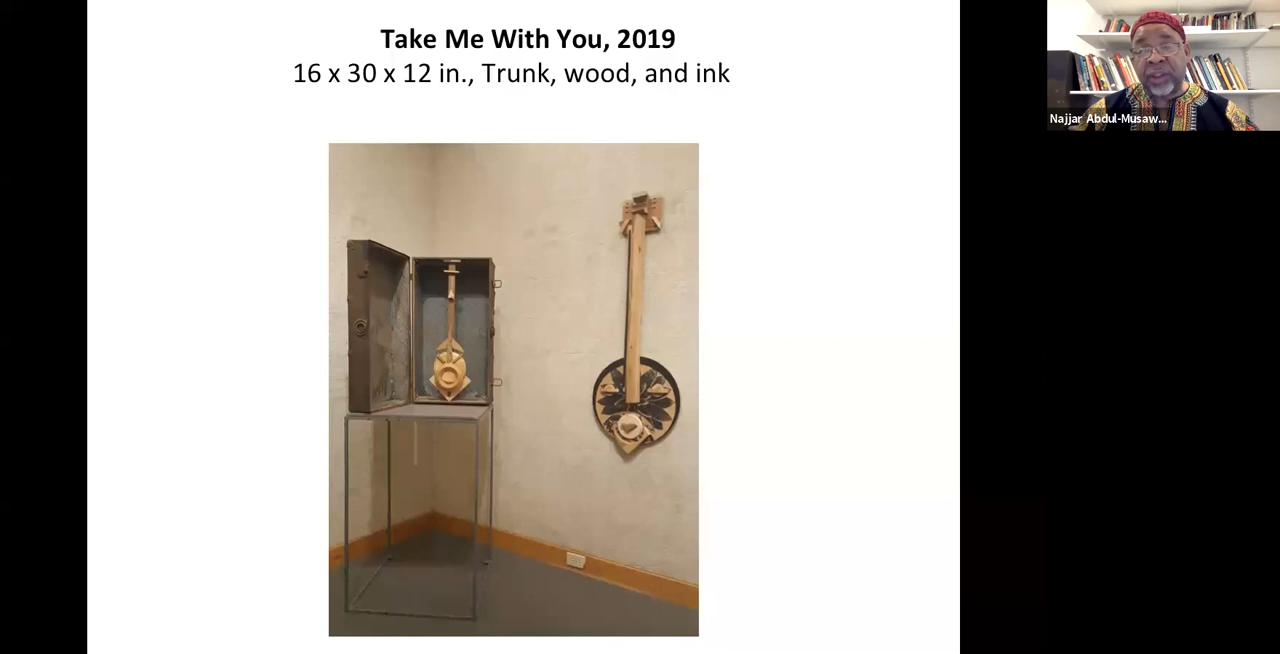 Take Me With You, 2019
16 x 30 x 12 in., Trunk, wood, and ink
Najjar Abdul-Musaw...